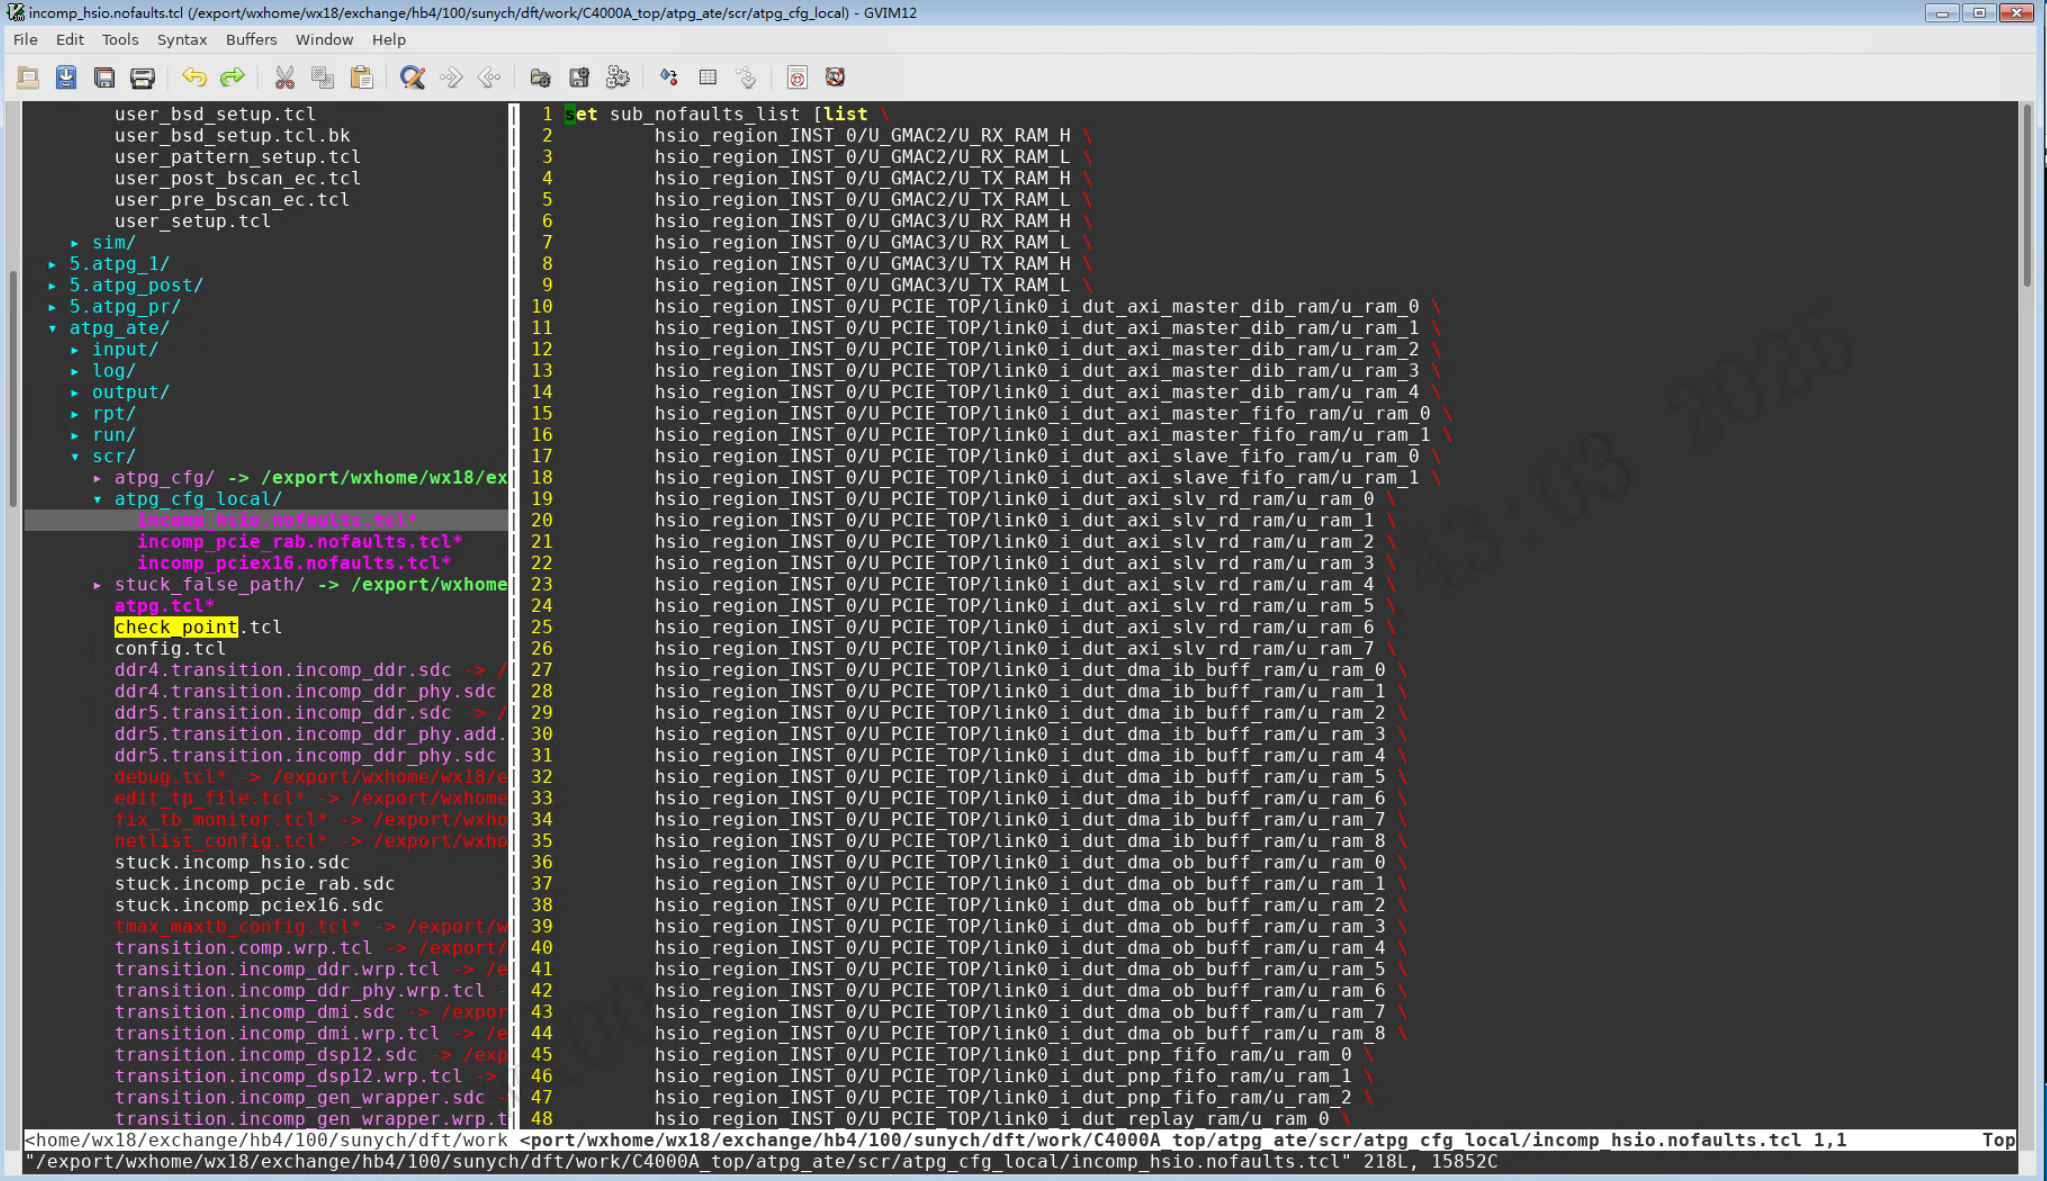 incomp_hsio.nofaults.tcl (/export/wxhome/wx18/exchange/hb4/100/sunych/dft/work/C4000A_top/atpg_ate/scr/atpg_cfg_local) - GVIM12
File Edit Tools Syntax Buffers Window Help
user_bsd_setup.tcl
user_bsd_setup.tcl.bk
user_pattern_setup.tcl
user_post_bscan_ec.tcl
user_pre_bscan_ec.tcl
user_setup.tcl
▸ sim/
▸ 5.atpg_1/
▸ 5.atpg_post/
▸ 5.atpg_pr/
▾ atpg_ate/
▸ input/
▸ log/
▸ output/
▸ rpt/
▸ run/
▾ scr/
▸ atpg_cfg/ -> /export/wxhome/wx18/ex
▾ atpg_cfg_local/
incomp_hsio.nofaults.tcl*
incomp_pcie_rab.nofaults.tcl*
incomp_pciex16.nofaults.tcl*
▸ stuck_false_path/ -> /export/wxhome
atpg.tcl*
check_point.tcl
config.tcl
ddr4.transition.incomp_ddr.sdc -> /
ddr4.transition.incomp_ddr_phy.sdc
ddr5.transition.incomp_ddr.sdc -> /
ddr5.transition.incomp_ddr_phy.add.
ddr5.transition.incomp_ddr_phy.sdc
debug.tcl* -> /export/wxhome/wx18/e
edit_tp_file.tcl* -> /export/wxhome
fix_tb_monitor.tcl* -> /export/wxho
netlist_config.tcl* -> /export/wxho
stuck.incomp_hsio.sdc
stuck.incomp_pcie_rab.sdc
stuck.incomp_pciex16.sdc
tmax_maxtb_config.tcl* -> /export/w
transition.comp.wrp.tcl -> /export/
transition.incomp_ddr.wrp.tcl -> /e
transition.incomp_ddr_phy.wrp.tcl -
transition.incomp_dmi.sdc -> /expor
transition.incomp_dmi.wrp.tcl -> /e
transition.incomp_dsp12.sdc -> /exp
transition.incomp_dsp12.wrp.tcl ->
transition.incomp_gen_wrapper.sdc -
transition.incomp_gen_wrapper.wrp.t
1 set sub_nofaults_list [list \
2 hsio_region_INST_0/U_GMAC2/U_RX_RAM_H \
3 hsio_region_INST_0/U_GMAC2/U_RX_RAM_L \
4 hsio_region_INST_0/U_GMAC2/U_TX_RAM_H \
5 hsio_region_INST_0/U_GMAC2/U_TX_RAM_L \
6 hsio_region_INST_0/U_GMAC3/U_RX_RAM_H \
7 hsio_region_INST_0/U_GMAC3/U_RX_RAM_L \
8 hsio_region_INST_0/U_GMAC3/U_TX_RAM_H \
9 hsio_region_INST_0/U_GMAC3/U_TX_RAM_L \
10 hsio_region_INST_0/U_PCIE_TOP/link0_i_dut_axi_master_dib_ram/u_ram_0 \
11 hsio_region_INST_0/U_PCIE_TOP/link0_i_dut_axi_master_dib_ram/u_ram_1 \
12 hsio_region_INST_0/U_PCIE_TOP/link0_i_dut_axi_master_dib_ram/u_ram_2 \
13 hsio_region_INST_0/U_PCIE_TOP/link0_i_dut_axi_master_dib_ram/u_ram_3 \
14 hsio_region_INST_0/U_PCIE_TOP/link0_i_dut_axi_master_dib_ram/u_ram_4 \
15 hsio_region_INST_0/U_PCIE_TOP/link0_i_dut_axi_master_fifo_ram/u_ram_0 \
16 hsio_region_INST_0/U_PCIE_TOP/link0_i_dut_axi_master_fifo_ram/u_ram_1 \
17 hsio_region_INST_0/U_PCIE_TOP/link0_i_dut_axi_slave_fifo_ram/u_ram_0 \
18 hsio_region_INST_0/U_PCIE_TOP/link0_i_dut_axi_slave_fifo_ram/u_ram_1 \
19 hsio_region_INST_0/U_PCIE_TOP/link0_i_dut_axi_slv_rd_ram/u_ram_0 \
20 hsio_region_INST_0/U_PCIE_TOP/link0_i_dut_axi_slv_rd_ram/u_ram_1 \
21 hsio_region_INST_0/U_PCIE_TOP/link0_i_dut_axi_slv_rd_ram/u_ram_2 \
22 hsio_region_INST_0/U_PCIE_TOP/link0_i_dut_axi_slv_rd_ram/u_ram_3 \
23 hsio_region_INST_0/U_PCIE_TOP/link0_i_dut_axi_slv_rd_ram/u_ram_4 \
24 hsio_region_INST_0/U_PCIE_TOP/link0_i_dut_axi_slv_rd_ram/u_ram_5 \
25 hsio_region_INST_0/U_PCIE_TOP/link0_i_dut_axi_slv_rd_ram/u_ram_6 \
26 hsio_region_INST_0/U_PCIE_TOP/link0_i_dut_axi_slv_rd_ram/u_ram_7 \
27 hsio_region_INST_0/U_PCIE_TOP/link0_i_dut_dma_ib_buff_ram/u_ram_0 \
28 hsio_region_INST_0/U_PCIE_TOP/link0_i_dut_dma_ib_buff_ram/u_ram_1 \
29 hsio_region_INST_0/U_PCIE_TOP/link0_i_dut_dma_ib_buff_ram/u_ram_2 \
30 hsio_region_INST_0/U_PCIE_TOP/link0_i_dut_dma_ib_buff_ram/u_ram_3 \
31 hsio_region_INST_0/U_PCIE_TOP/link0_i_dut_dma_ib_buff_ram/u_ram_4 \
32 hsio_region_INST_0/U_PCIE_TOP/link0_i_dut_dma_ib_buff_ram/u_ram_5 \
33 hsio_region_INST_0/U_PCIE_TOP/link0_i_dut_dma_ib_buff_ram/u_ram_6 \
34 hsio_region_INST_0/U_PCIE_TOP/link0_i_dut_dma_ib_buff_ram/u_ram_7 \
35 hsio_region_INST_0/U_PCIE_TOP/link0_i_dut_dma_ib_buff_ram/u_ram_8 \
36 hsio_region_INST_0/U_PCIE_TOP/link0_i_dut_dma_ob_buff_ram/u_ram_0 \
37 hsio_region_INST_0/U_PCIE_TOP/link0_i_dut_dma_ob_buff_ram/u_ram_1 \
38 hsio_region_INST_0/U_PCIE_TOP/link0_i_dut_dma_ob_buff_ram/u_ram_2 \
39 hsio_region_INST_0/U_PCIE_TOP/link0_i_dut_dma_ob_buff_ram/u_ram_3 \
40 hsio_region_INST_0/U_PCIE_TOP/link0_i_dut_dma_ob_buff_ram/u_ram_4 \
41 hsio_region_INST_0/U_PCIE_TOP/link0_i_dut_dma_ob_buff_ram/u_ram_5 \
42 hsio_region_INST_0/U_PCIE_TOP/link0_i_dut_dma_ob_buff_ram/u_ram_6 \
43 hsio_region_INST_0/U_PCIE_TOP/link0_i_dut_dma_ob_buff_ram/u_ram_7 \
44 hsio_region_INST_0/U_PCIE_TOP/link0_i_dut_dma_ob_buff_ram/u_ram_8 \
45 hsio_region_INST_0/U_PCIE_TOP/link0_i_dut_pnp_fifo_ram/u_ram_0 \
46 hsio_region_INST_0/U_PCIE_TOP/link0_i_dut_pnp_fifo_ram/u_ram_1 \
47 hsio_region_INST_0/U_PCIE_TOP/link0_i_dut_pnp_fifo_ram/u_ram_2 \
48 hsio_region_INST_0/U_PCIE_TOP/link0_i_dut_replay_ram/u_ram_0 \
<home/wx18/exchange/hb4/100/sunych/dft/work <port/wxhome/wx18/exchange/hb4/100/sunych/dft/work/C4000A_top/atpg_ate/scr/atpg_cfg_local/incomp_hsio.nofaults.tcl 1,1 Top
"/export/wxhome/wx18/exchange/hb4/100/sunych/dft/work/C4000A_top/atpg_ate/scr/atpg_cfg_local/incomp_hsio.nofaults.tcl" 218L, 15852C
43:03 2025